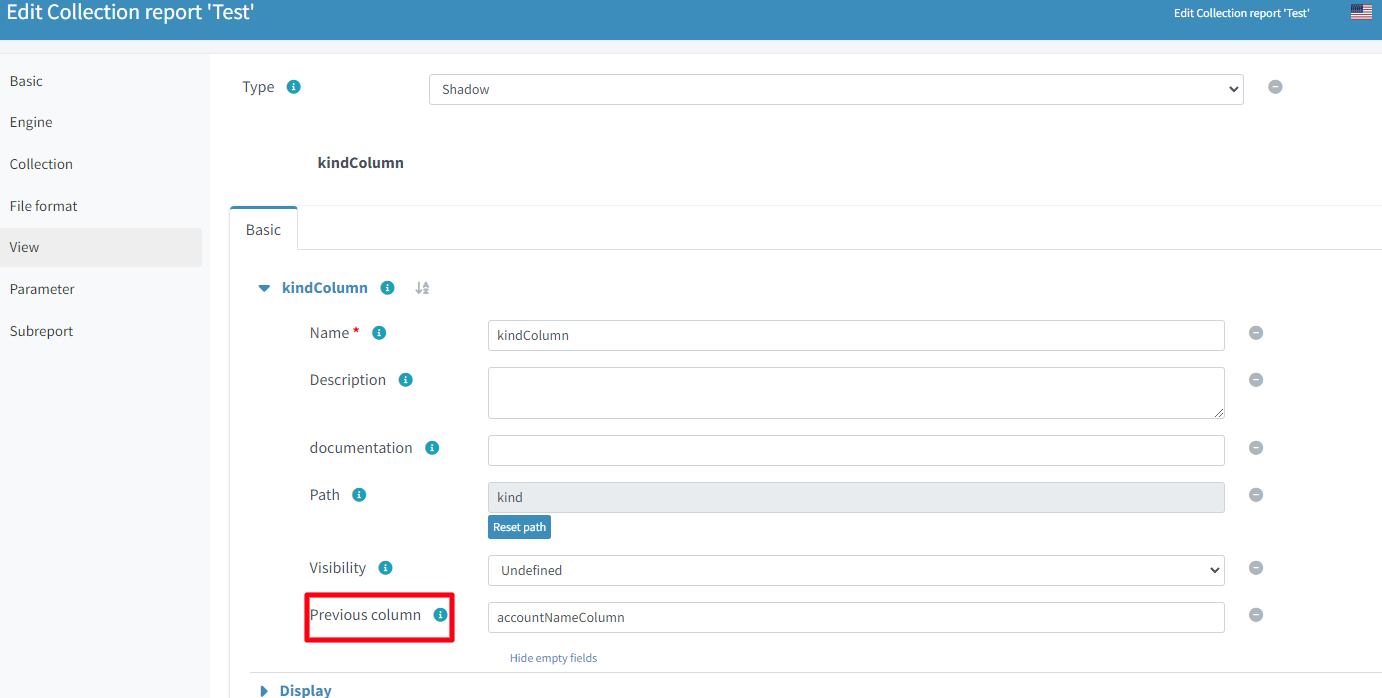 Edit Collection report 'Test'
Edit Collection report 'Test'
Basic
Engine
Collection
File format
View
Parameter
Subreport
Type
Shadow
kindColumn
Basic
kindColumn
Name *
kindColumn
Description
documentation
Path
kind
Reset path
Visibility
Undefined
Previous column
accountNameColumn
Hide empty fields
Display